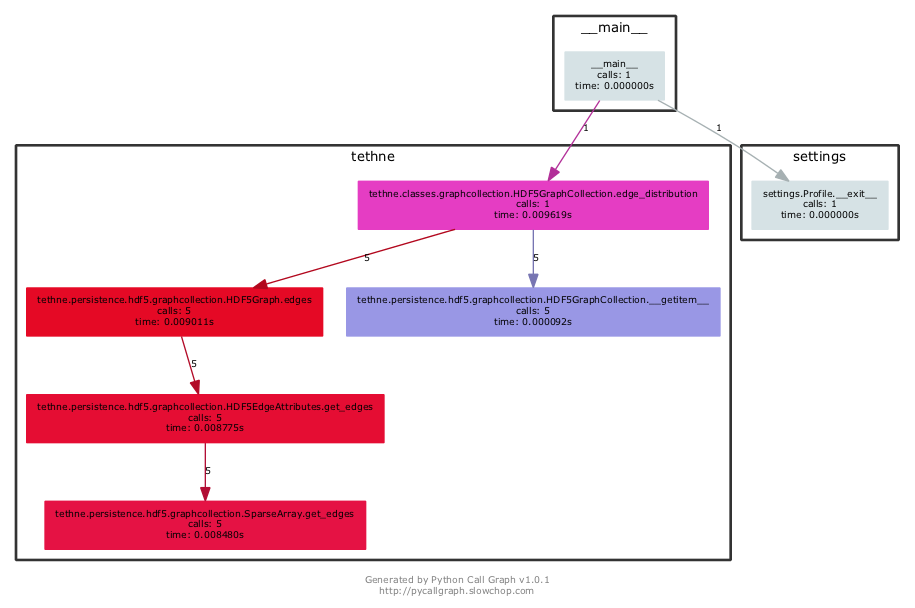 __main__
__main__
calls: 1
time: 0.000000s
1
1
tethne
settings
tethne.classes.graphcollection.HDF5GraphCollection.edge_distribution
calls: 1
time: 0.009619s
settings.Profile.__exit__
calls: 1
time: 0.000000s
5
5
tethne.persistence.hdf5.graphcollection.HDF5Graph.edges
calls: 5
time: 0.009011s
tethne.persistence.hdf5.graphcollection.HDF5GraphCollection.__getitem__
calls: 5
time: 0.000092s
5
tethne.persistence.hdf5.graphcollection.HDF5EdgeAttributes.get_edges
calls: 5
time: 0.008775s
5
tethne.persistence.hdf5.graphcollection.SparseArray.get_edges
calls: 5
time: 0.008480s
Generated by Python Call Graph v1.0.1
http://pycallgraph.slowchop.com